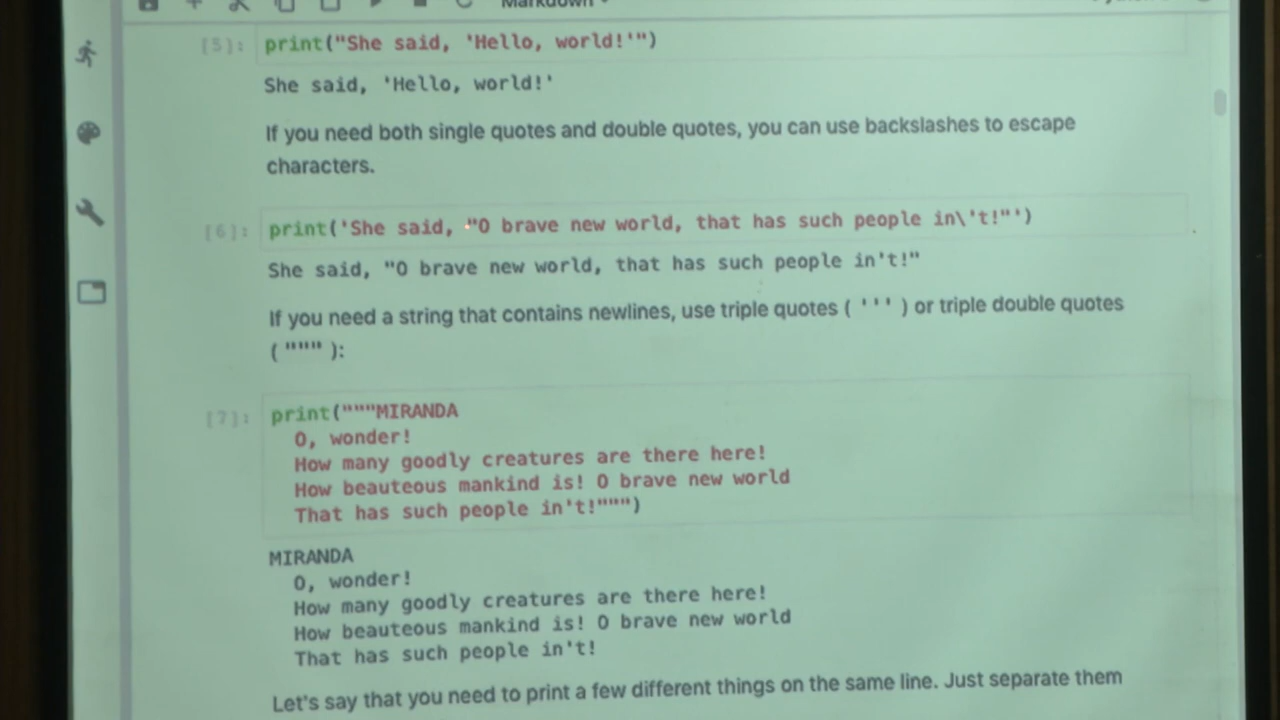 Markdown
[5]: print("She said, 'Hello, world!'")
She said, 'Hello, world!'
If you need both single quotes and double quotes, you can use backslashes to escape
characters.
[6]: print('She said, "O brave new world, that has such people in\'t!"')
She said, "O brave new world, that has such people in't!"
If you need a string that contains newlines, use triple quotes ( ''' ) or triple double quotes
( """ ):
[7]: print("""MIRANDA
  O, wonder!
  How many goodly creatures are there here!
  How beauteous mankind is! O brave new world
  That has such people in't!""")
MIRANDA
  O, wonder!
  How many goodly creatures are there here!
  How beauteous mankind is! O brave new world
  That has such people in't!
Let's say that you need to print a few different things on the same line. Just separate them